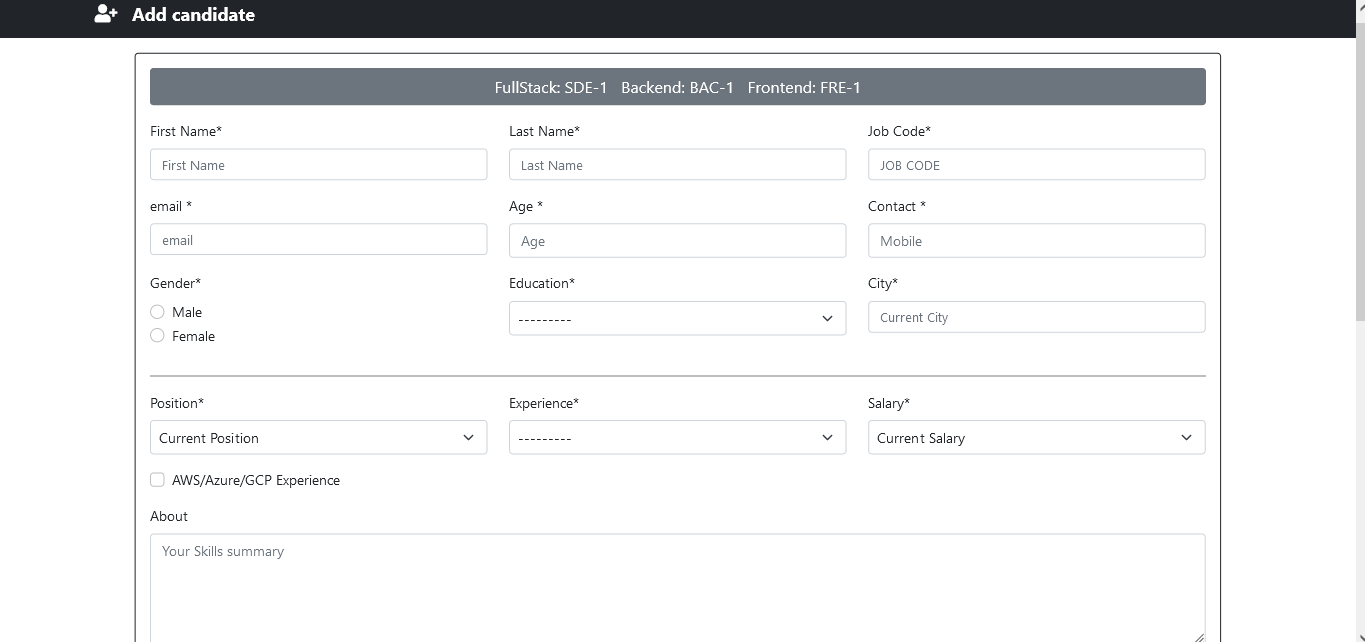 Add candidate
FullStack: SDE-1 Backend: BAC-1 Frontend: FRE-1
First Name* Last Name* Job Code*
First Name Last Name JOB CODE
email * Age * Contact *
email Age Mobile
Gender* Education* City*
Male --------- Current City
Female
Position* Experience* Salary*
Current Position --------- Current Salary
AWS/Azure/GCP Experience
About
Your Skills summary